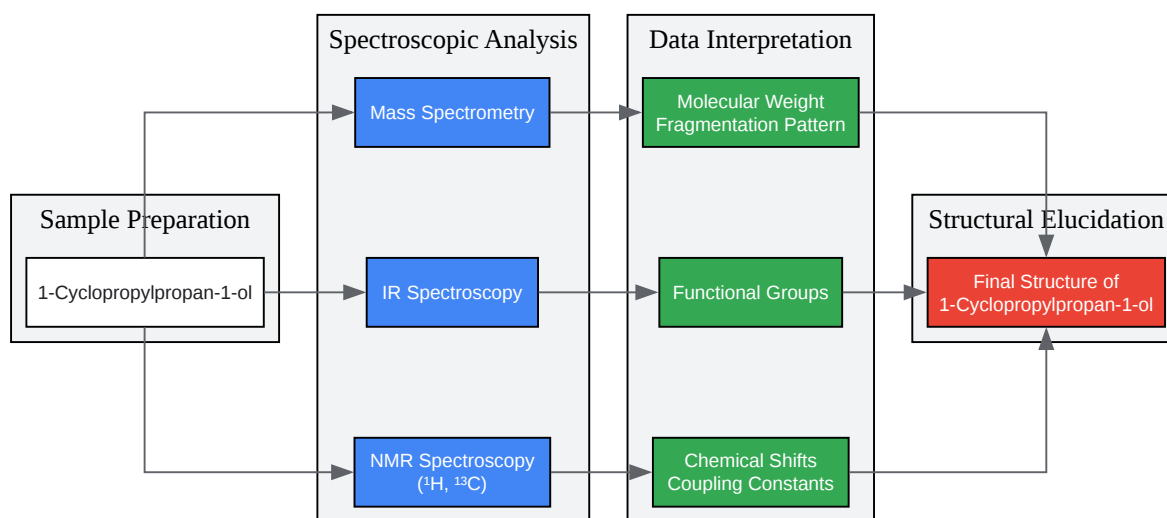 Spectroscopic Analysis
Data Interpretation
Mass Spectrometry
Molecular Weight
Fragmentation Pattern
Sample Preparation
Structural Elucidation
1-Cyclopropylpropan-1-ol
IR Spectroscopy
Functional Groups
Final Structure of
1-Cyclopropylpropan-1-ol
NMR Spectroscopy
(¹H, ¹³C)
Chemical Shifts
Coupling Constants